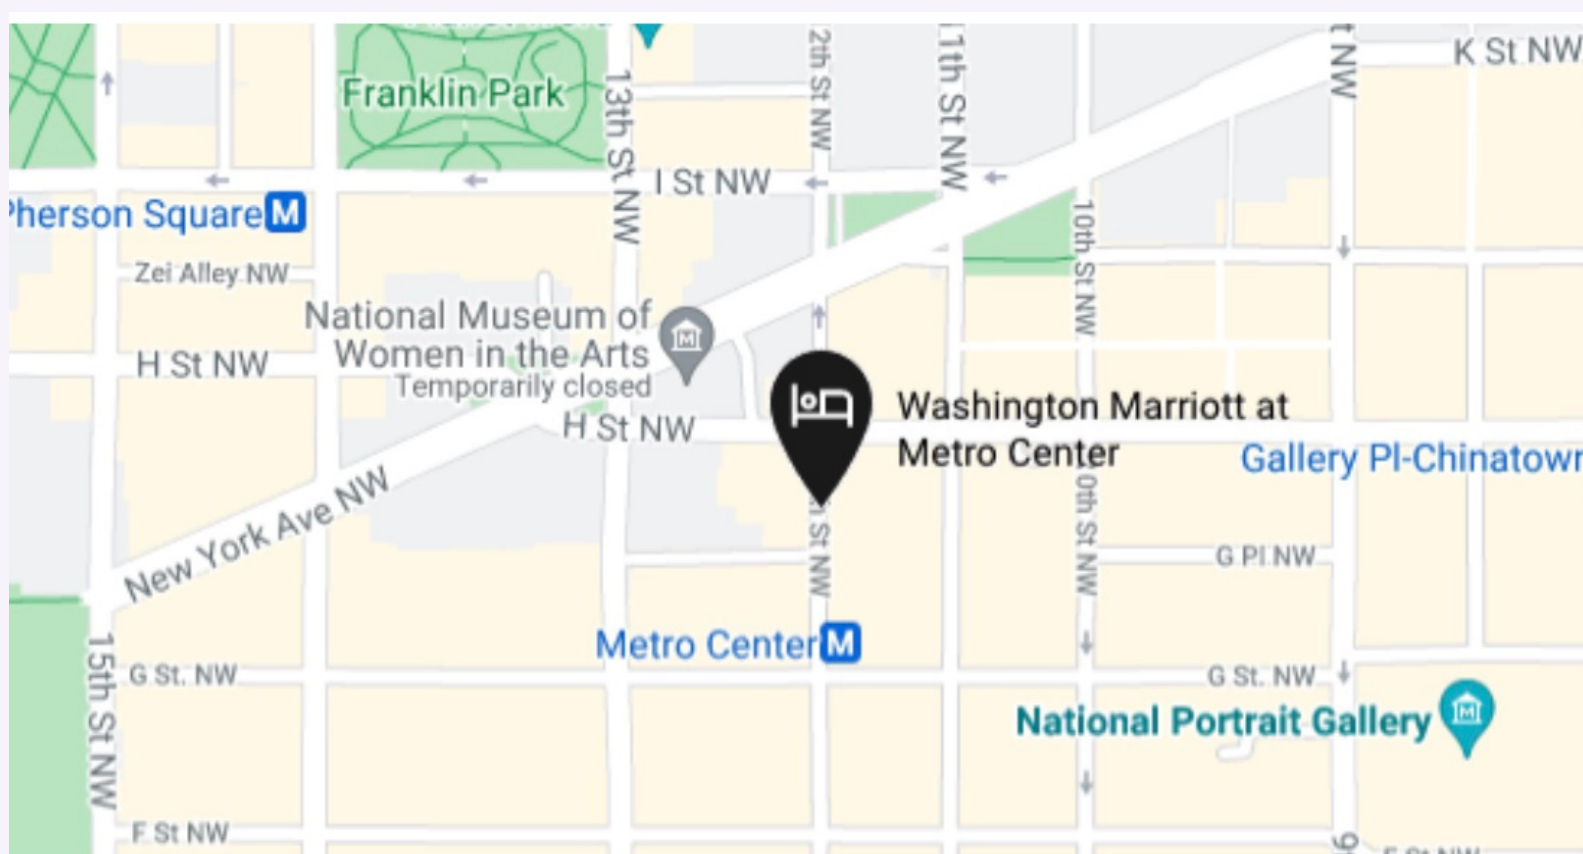 K St NW
Franklin Park
13th St NW
2th St NW
11th St NW
t NW
I St NW
Pherson Square M
10th St NW
Zei Alley NW
National Museum of
Women in the Arts
Temporarily closed
H St NW
H St NW
Washington Marriott at
Metro Center
Gallery Pl-Chinatown
New York Ave NW
St NW
10th St NW
G Pl NW
Metro Center M
15th St NW
G St. NW
G St. NW
National Portrait Gallery
F St NW